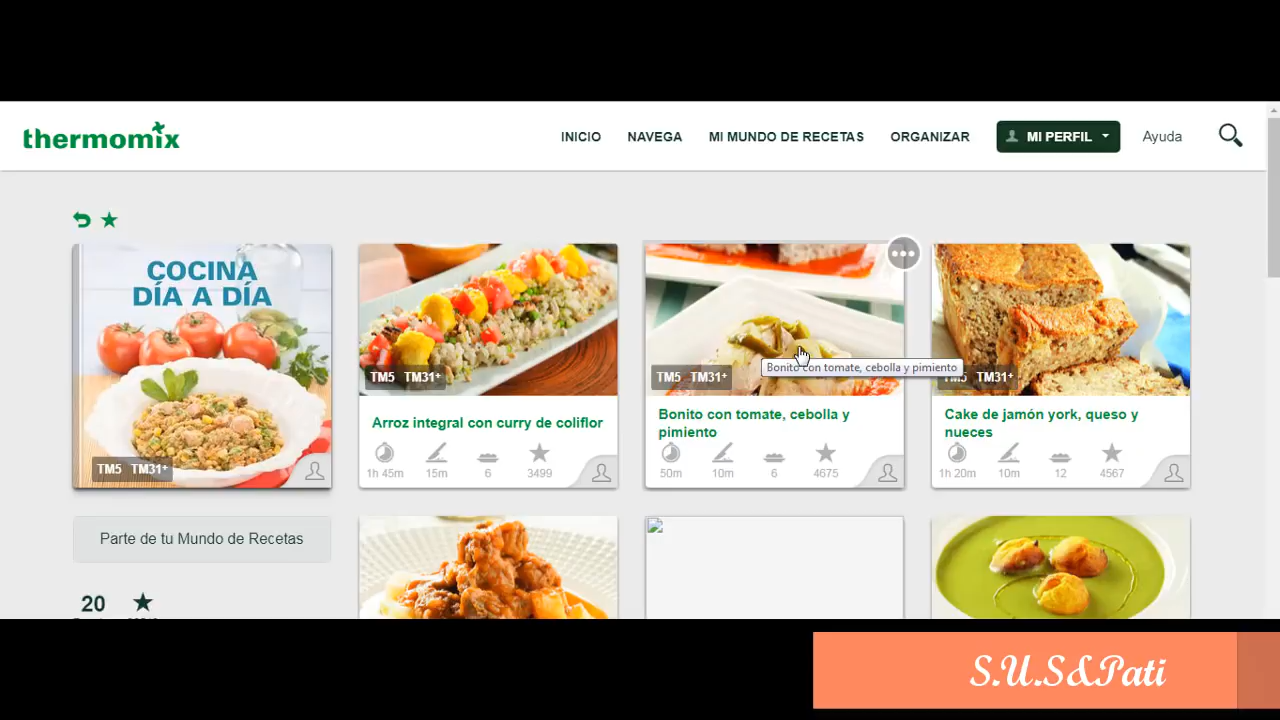 thermomix
INICIO
NAVEGA
MI MUNDO DE RECETAS
ORGANIZAR
MI PERFIL
Ayuda
COCINA
DÍA A DÍA
TM5 TM31+
TM5 TM31+
Arroz integral con curry de coliflor
1h 45m
15m
6
3499
TM5 TM31+
Bonito con tomate, cebolla y pimiento
Bonito con tomate, cebolla y
pimiento
50m
10m
6
4675
TM5 TM31+
Cake de jamón york, queso y
nueces
1h 20m
10m
12
4567
Parte de tu Mundo de Recetas
20
S.U.S&Pati